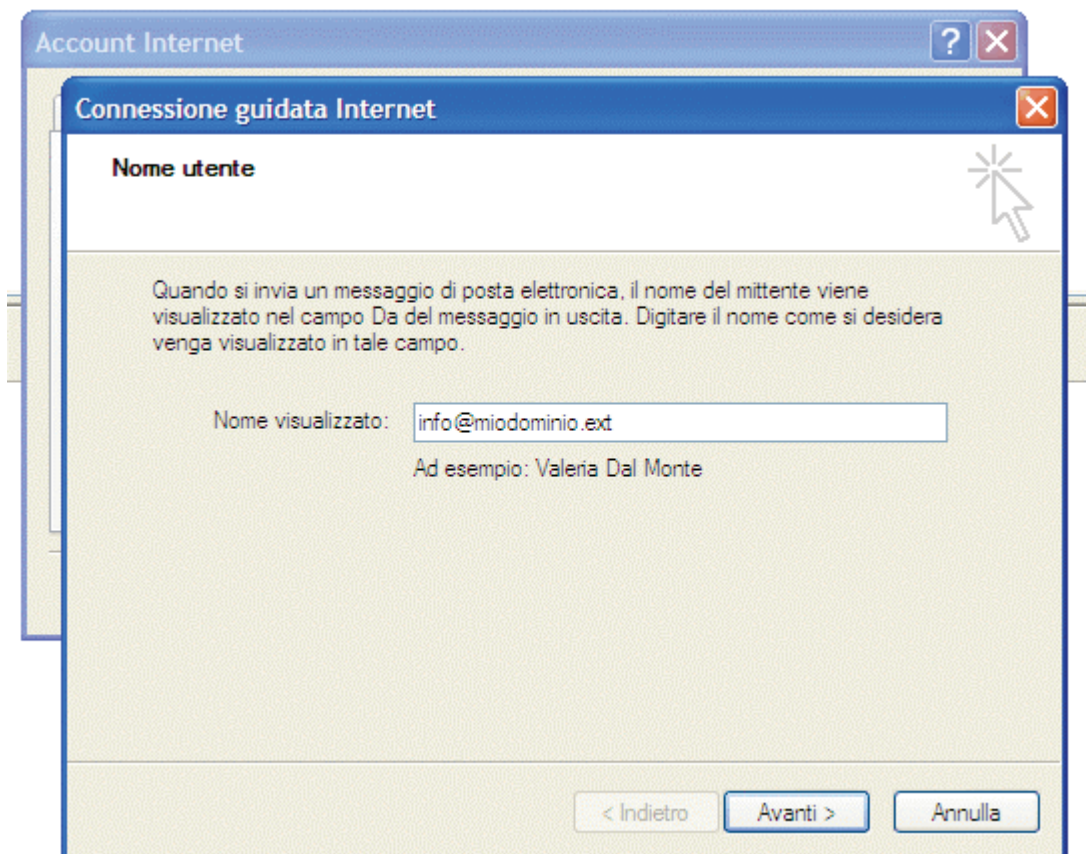 Account Internet
Connessione guidata Internet
Nome utente
Quando si invia un messaggio di posta elettronica, il nome del mittente viene
visualizzato nel campo Da del messaggio in uscita. Digitare il nome come si desidera
venga visualizzato in tale campo.
Nome visualizzato: info@miodominio.ext
Ad esempio: Valeria Dal Monte
< Indietro Avanti > Annulla